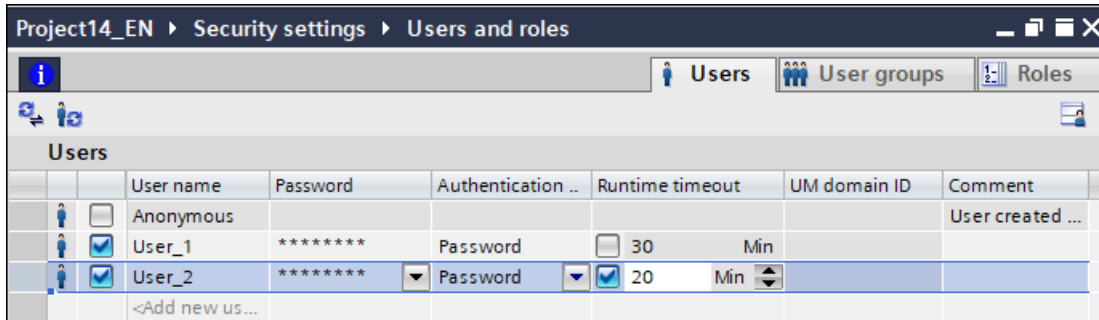 Project14_EN ▸ Security settings ▸ Users and roles
Users User groups Roles
Users
User name Password Authentication .. Runtime timeout UM domain ID Comment
Anonymous User created ...
User_1 ******** Password 30 Min
User_2 ******** Password 20 Min
<Add new us...